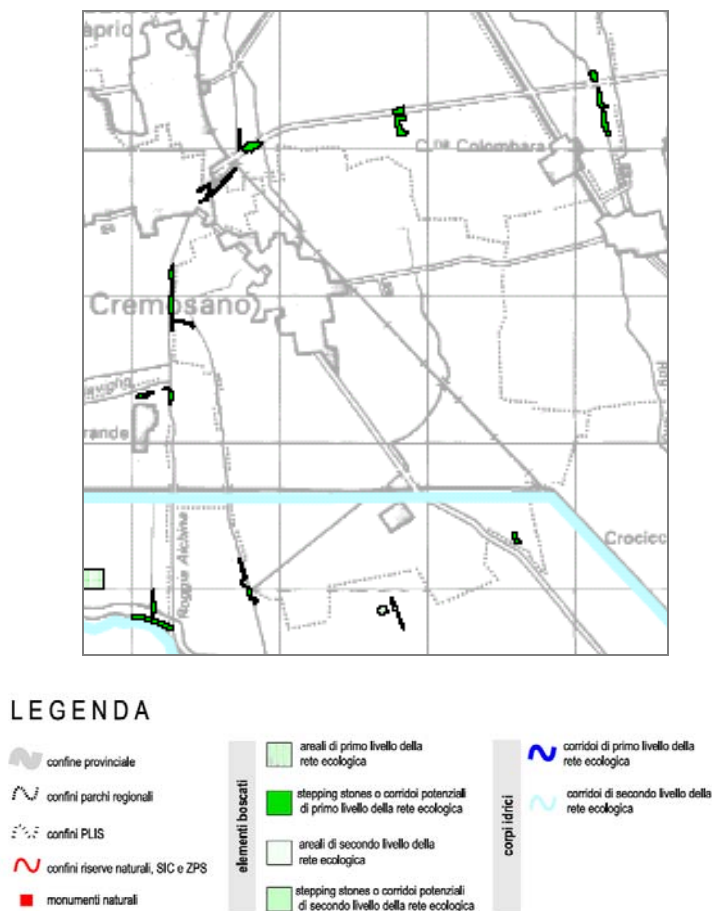 aprio
C.na Colombara
Cremosano
Naviglio
rande
Roggia Alchina
Crocicc
LEGENDA
confine provinciale
confini parchi regionali
confini PLIS
confini riserve naturali, SIC e ZPS
monumenti naturali
elementi boscati
areali di primo livello della
rete ecologica
stepping stones o corridoi potenziali
di primo livello della rete ecologica
areali di secondo livello della
rete ecologica
stepping stones o corridoi potenziali
di secondo livello della rete ecologica
corpi idrici
corridoi di primo livello della
rete ecologica
corridoi di secondo livello della
rete ecologica